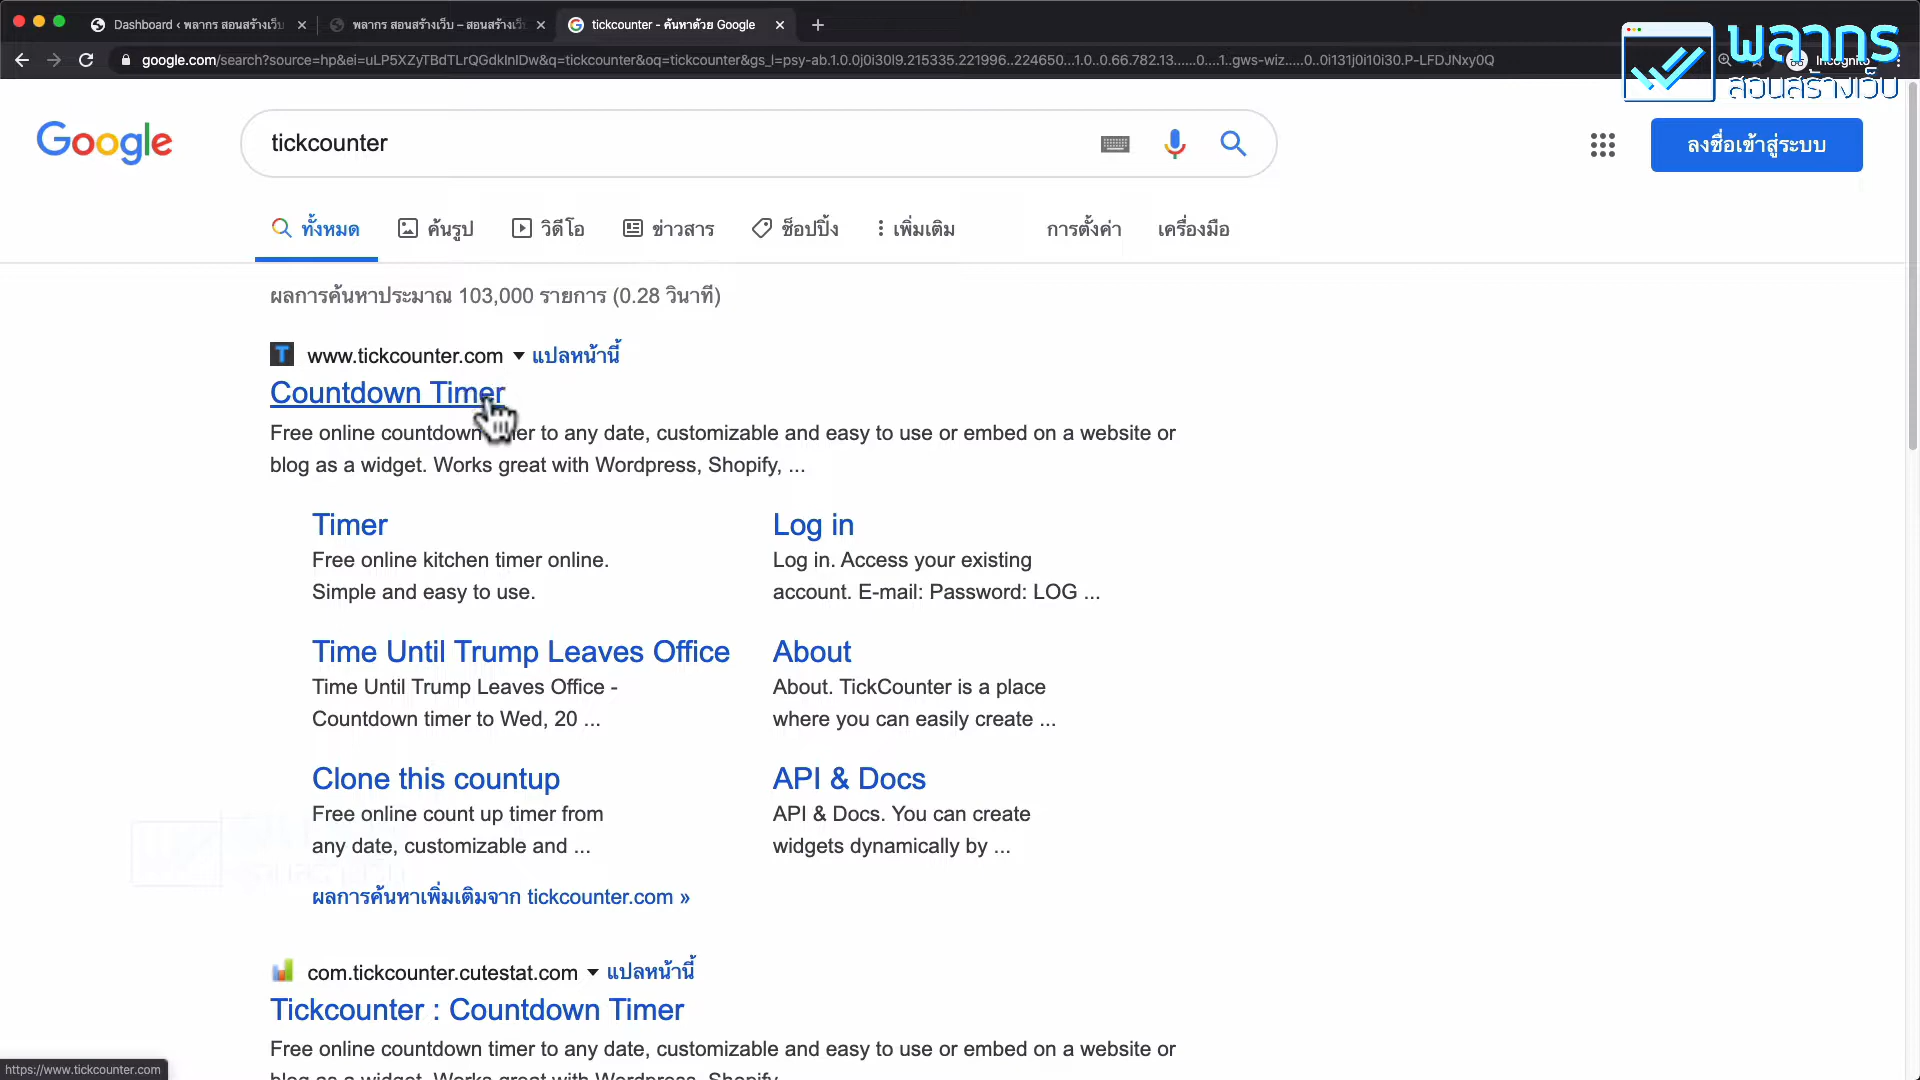 Dashboard ‹ พลากร สอนสร้างเว็บ
พลากร สอนสร้างเว็บ – สอนสร้างเว็
tickcounter - ค้นหาด้วย Google
google.com/search?source=hp&ei=uLP5XZyTBdTLrQGdkInIDw&q=tickcounter&oq=tickcounter&gs_l=psy-ab.1.0.0j0i30l9.215335.221996..224650...1.0..0.66.782.13......0....1..gws-wiz.....0..0i131j0i10i30.P-LFDJNxy0Q
พลากร
สอนสร้างเว็บ
Google
tickcounter
ลงชื่อเข้าสู่ระบบ
ทั้งหมด ค้นรูป วิดีโอ ข่าวสาร ช็อปปิ้ง เพิ่มเติม การตั้งค่า เครื่องมือ
ผลการค้นหาประมาณ 103,000 รายการ (0.28 วินาที)
www.tickcounter.com แปลหน้านี้
Countdown Timer
Free online countdown to any date, customizable and easy to use or embed on a website or
blog as a widget. Works great with Wordpress, Shopify, ...
Timer
Free online kitchen timer online.
Simple and easy to use.
Log in
Log in. Access your existing
account. E-mail: Password: LOG ...
Time Until Trump Leaves Office
Time Until Trump Leaves Office -
Countdown timer to Wed, 20 ...
About
About. TickCounter is a place
where you can easily create ...
Clone this countup
Free online count up timer from
any date, customizable and ...
API & Docs
API & Docs. You can create
widgets dynamically by ...
ผลการค้นหาเพิ่มเติมจาก tickcounter.com »
com.tickcounter.cutestat.com แปลหน้านี้
Tickcounter : Countdown Timer
Free online countdown timer to any date, customizable and easy to use or embed on a website or
blog as a widget. Works great with Wordpress, Shopify
https://www.tickcounter.com